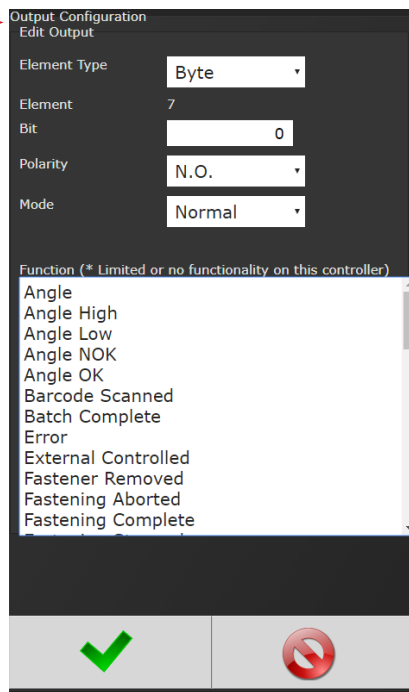 Output Configuration
Edit Output
Element Type
Byte
Element
7
Bit
0
Polarity
N.O.
Mode
Normal
Function (* Limited or no functionality on this controller)
Angle
Angle High
Angle Low
Angle NOK
Angle OK
Barcode Scanned
Batch Complete
Error
External Controlled
Fastener Removed
Fastening Aborted
Fastening Complete